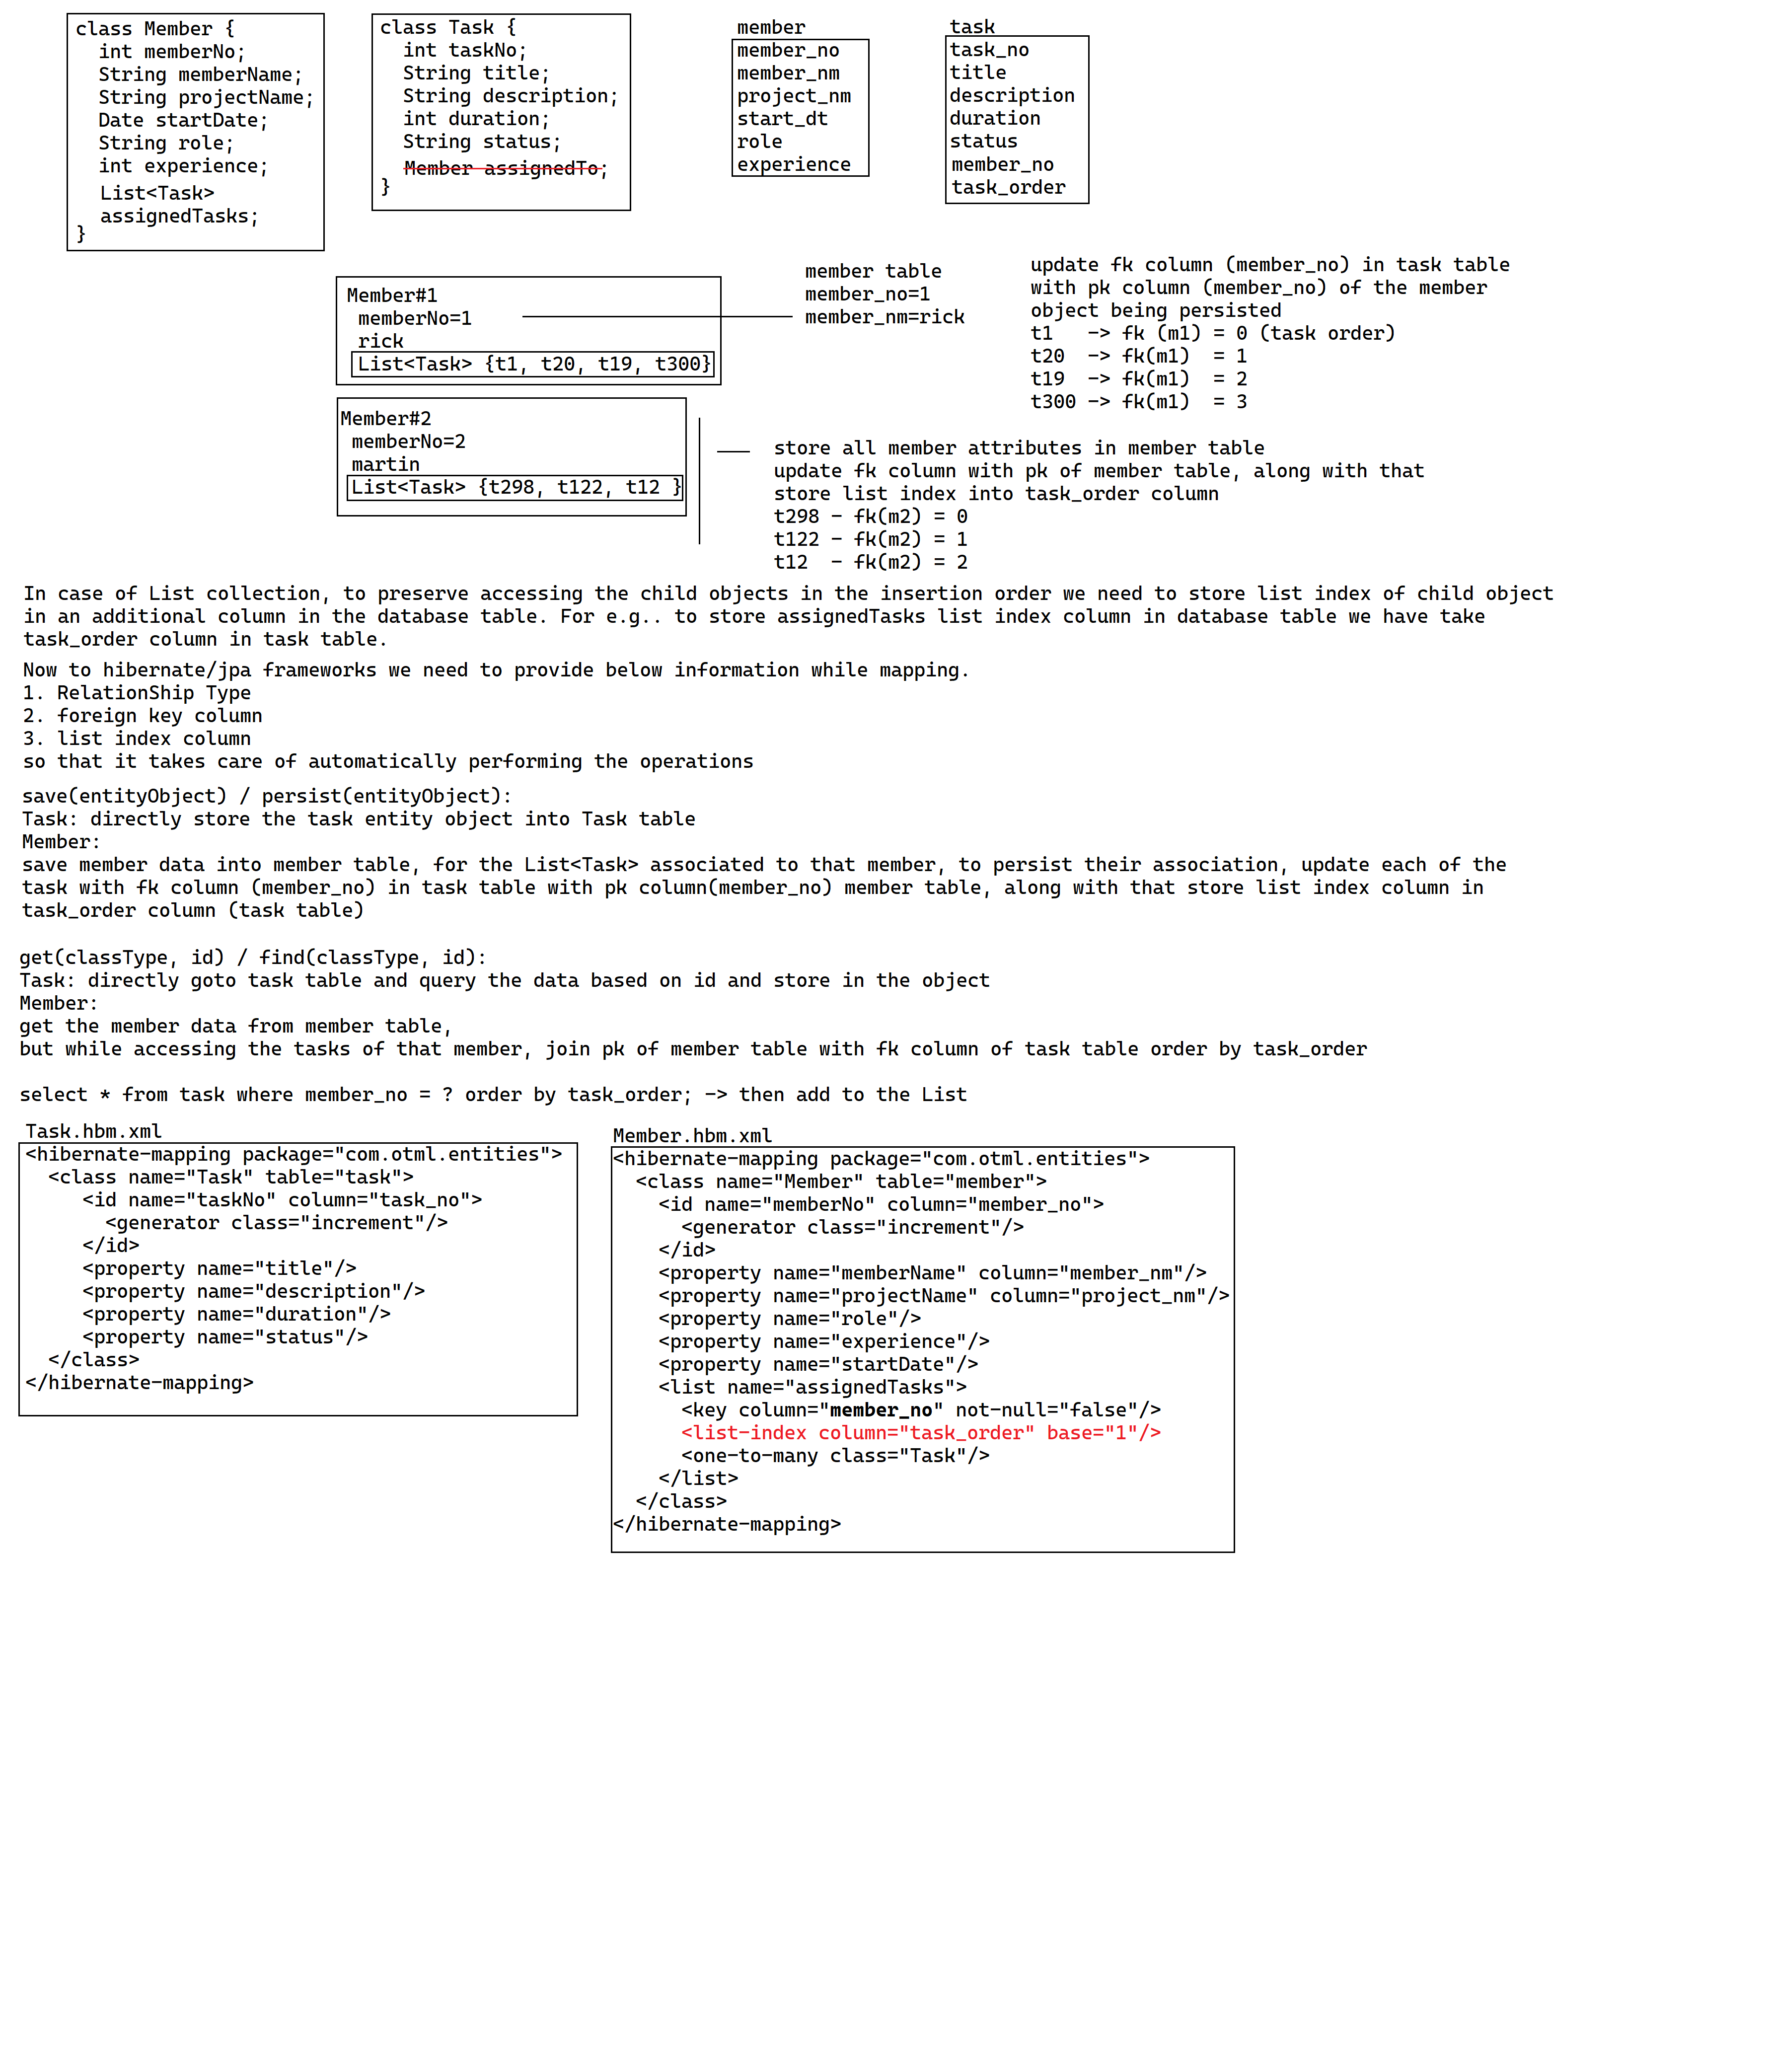 class Member {
int memberNo;
String memberName;
String projectName;
Date startDate;
String role;
int experience;
List<Task>
assignedTasks;
}
class Task {
int taskNo;
String title;
String description;
int duration;
String status;
Member assignedTo;
}
member
member_no
member_nm
project_nm
start_dt
role
experience
task
task_no
title
description
duration
status
member_no
task_order
Member#1
memberNo=1
rick
List<Task> {t1, t20, t19, t300}
member table
member_no=1
member_nm=rick
update fk column (member_no) in task table
with pk column (member_no) of the member
object being persisted
t1   -> fk (m1) = 0 (task order)
t20  -> fk(m1)  = 1
t19  -> fk(m1)  = 2
t300 -> fk(m1)  = 3
Member#2
memberNo=2
martin
List<Task> {t298, t122, t12 }
store all member attributes in member table
update fk column with pk of member table, along with that
store list index into task_order column
t298 - fk(m2) = 0
t122 - fk(m2) = 1
t12  - fk(m2) = 2
In case of List collection, to preserve accessing the child objects in the insertion order we need to store list index of child object
in an additional column in the database table. For e.g.. to store assignedTasks list index column in database table we have take
task_order column in task table.
Now to hibernate/jpa frameworks we need to provide below information while mapping.
1. RelationShip Type
2. foreign key column
3. list index column
so that it takes care of automatically performing the operations
save(entityObject) / persist(entityObject):
Task: directly store the task entity object into Task table
Member:
save member data into member table, for the List<Task> associated to that member, to persist their association, update each of the
task with fk column (member_no) in task table with pk column(member_no) member table, along with that store list index column in
task_order column (task table)
get(classType, id) / find(classType, id):
Task: directly goto task table and query the data based on id and store in the object
Member:
get the member data from member table,
but while accessing the tasks of that member, join pk of member table with fk column of task table order by task_order
select * from task where member_no = ? order by task_order; -> then add to the List
Task.hbm.xml
<hibernate-mapping package="com.otml.entities">
<class name="Task" table="task">
<id name="taskNo" column="task_no">
<generator class="increment"/>
</id>
<property name="title"/>
<property name="description"/>
<property name="duration"/>
<property name="status"/>
</class>
</hibernate-mapping>
Member.hbm.xml
<hibernate-mapping package="com.otml.entities">
<class name="Member" table="member">
<id name="memberNo" column="member_no">
<generator class="increment"/>
</id>
<property name="memberName" column="member_nm"/>
<property name="projectName" column="project_nm"/>
<property name="role"/>
<property name="experience"/>
<property name="startDate"/>
<list name="assignedTasks">
<key column="member_no" not-null="false"/>
<list-index column="task_order" base="1"/>
<one-to-many class="Task"/>
</list>
</class>
</hibernate-mapping>